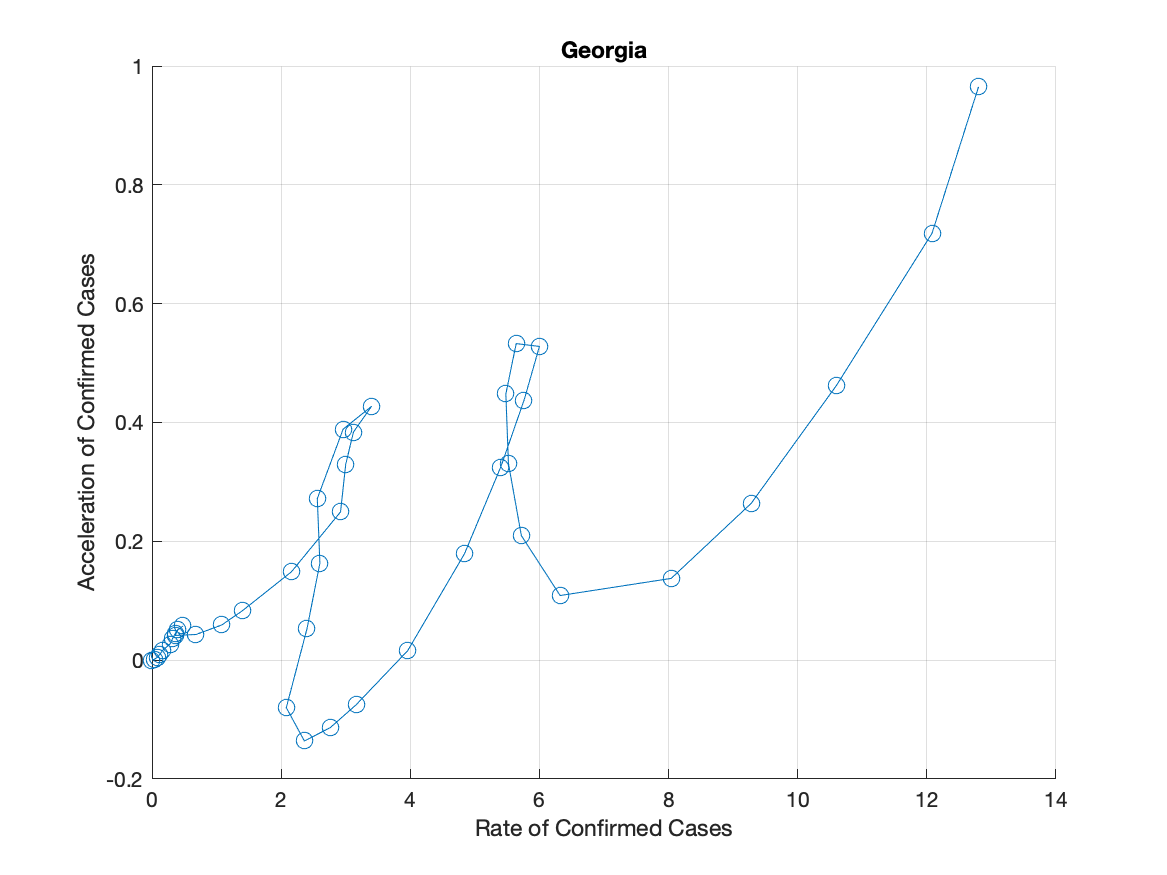 Georgia
1
0.8
0.6
0.4
0.2
0
-0.2
Acceleration of Confirmed Cases
0 2 4 6 8 10 12 14
Rate of Confirmed Cases